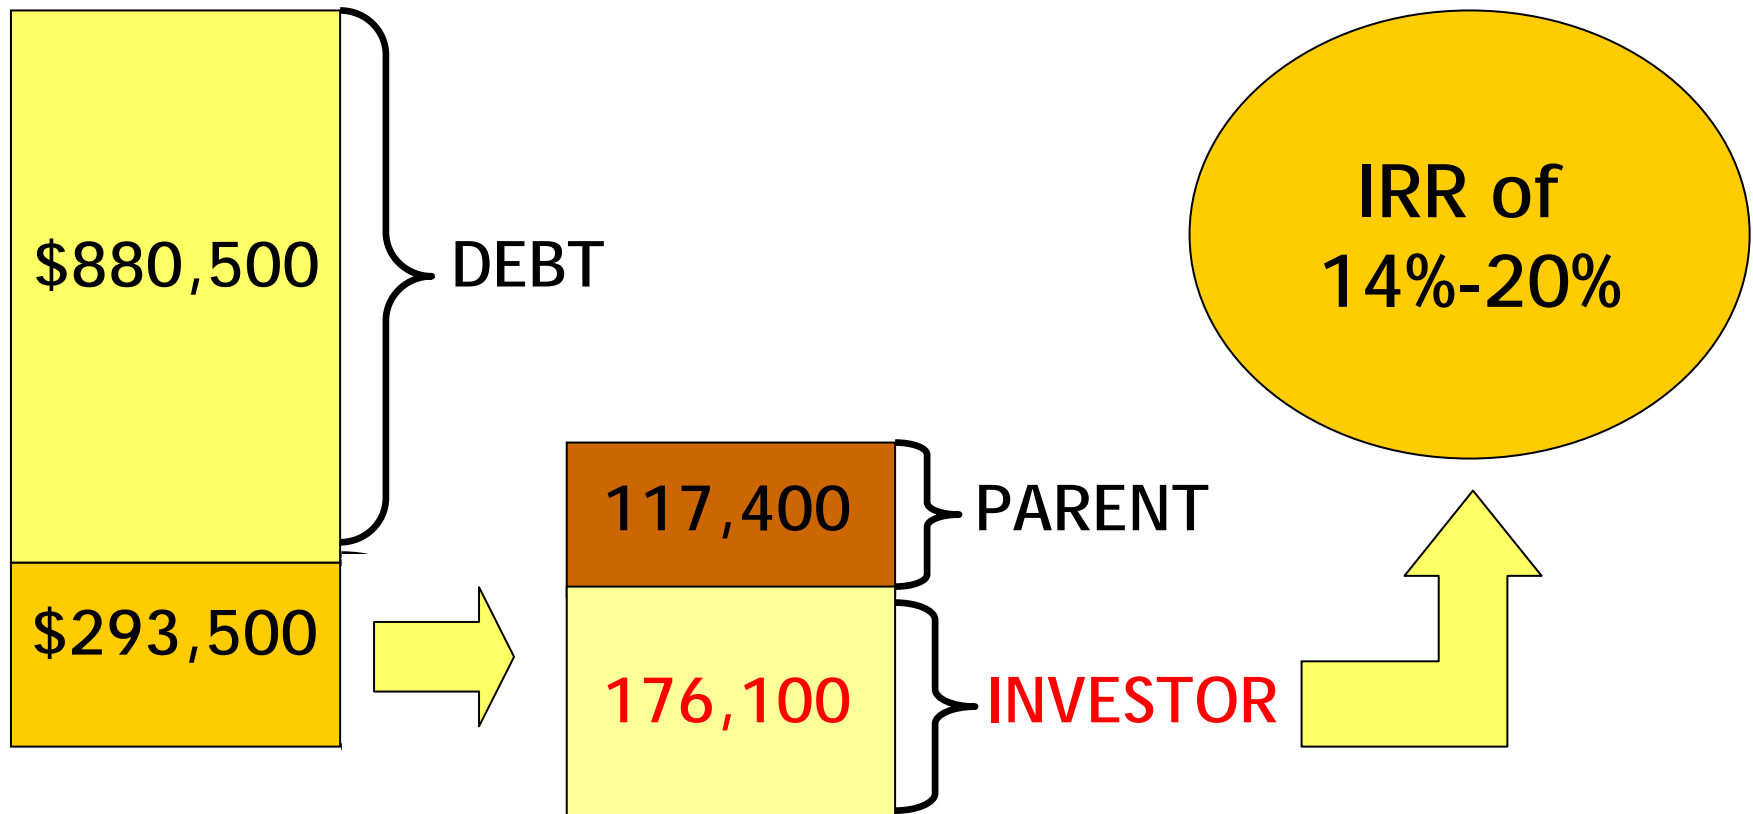 $880,500
DEBT
$293,500
117,400
PARENT
176,100
INVESTOR
IRR of
14%-20%